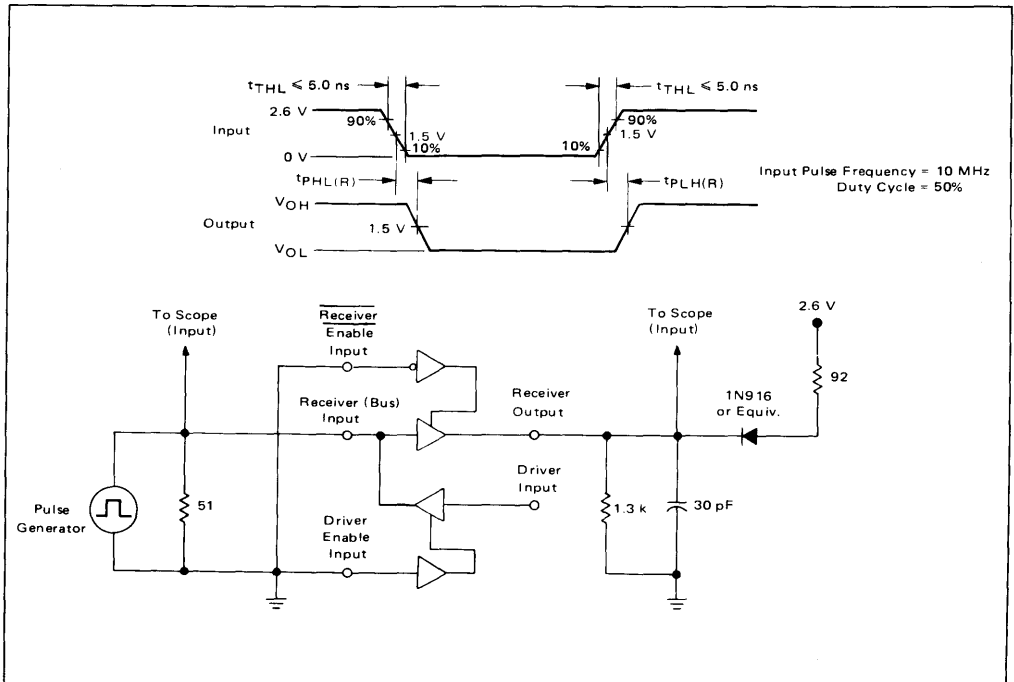 tTHL ≤ 5.0 ns
tTHL ≤ 5.0 ns
2.6 V
90%
90%
Input
1.5 V
1.5 V
10%
10%
0 V
tPHL(R)
tPLH(R)
Input Pulse Frequency = 10 MHz
Duty Cycle = 50%
VOH
Output
1.5 V
VOL
To Scope
(Input)
Receiver
Enable
Input
To Scope
(Input)
2.6 V
92
Receiver (Bus)
Input
Receiver
Output
1N916
or Equiv.
Driver
Input
Pulse
Generator
51
Driver
Enable
Input
1.3 k
30 pF